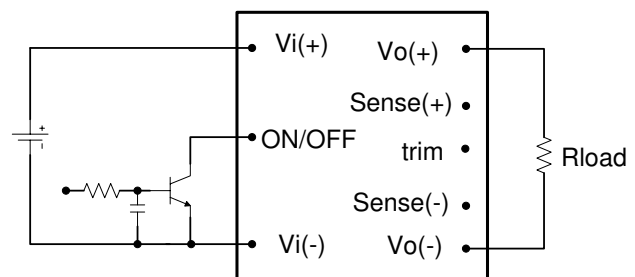 Vi(+)
Vo(+)
Sense(+)
ON/OFF
trim
Rload
Sense(-)
Vi(-)
Vo(-)
+
-